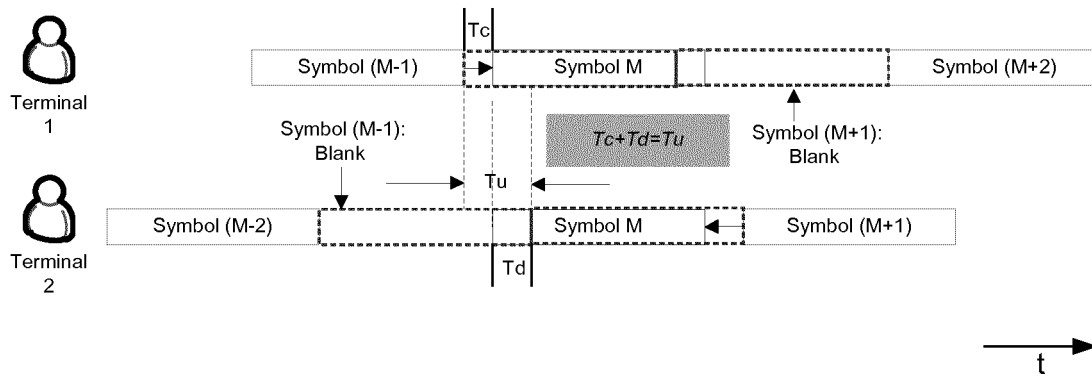 Tc
Symbol (M-1)
Symbol M
Symbol (M+2)
Terminal
1
Symbol (M-1):
Blank
Tc+Td=Tu
Symbol (M+1):
Blank
Tu
Symbol (M-2)
Symbol M
Symbol (M+1)
Terminal
2
Td
t